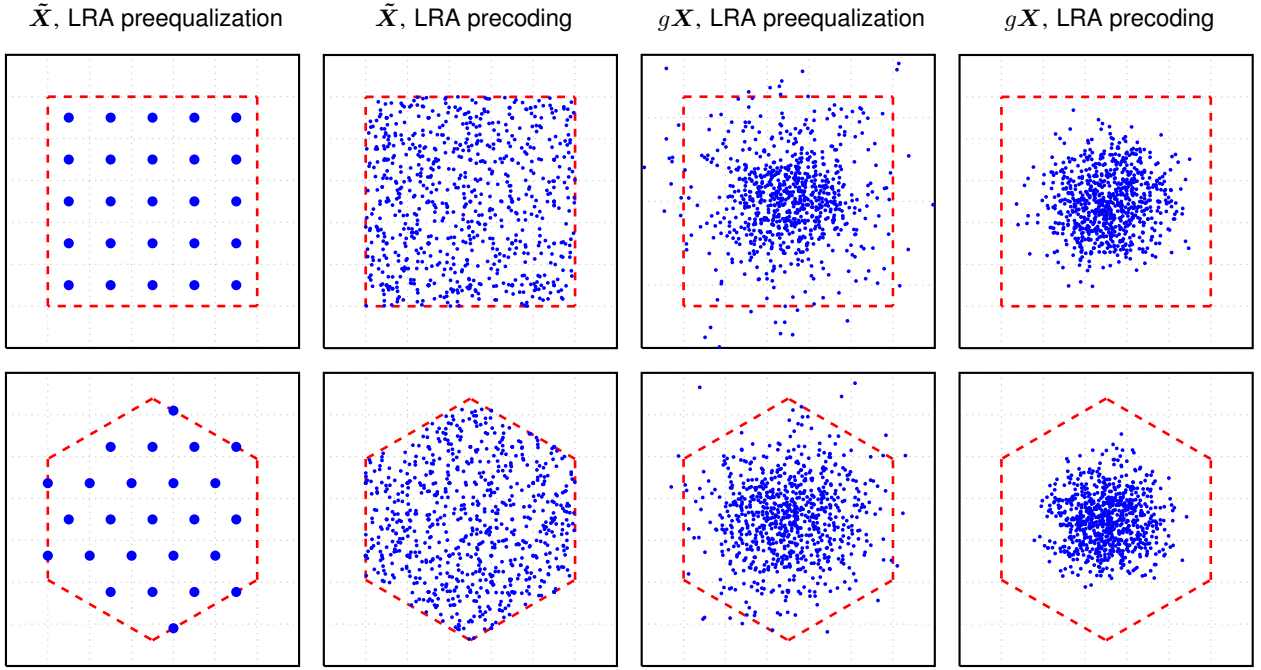 X̃, LRA preequalization
X̃, LRA precoding
gX, LRA preequalization
gX, LRA precoding